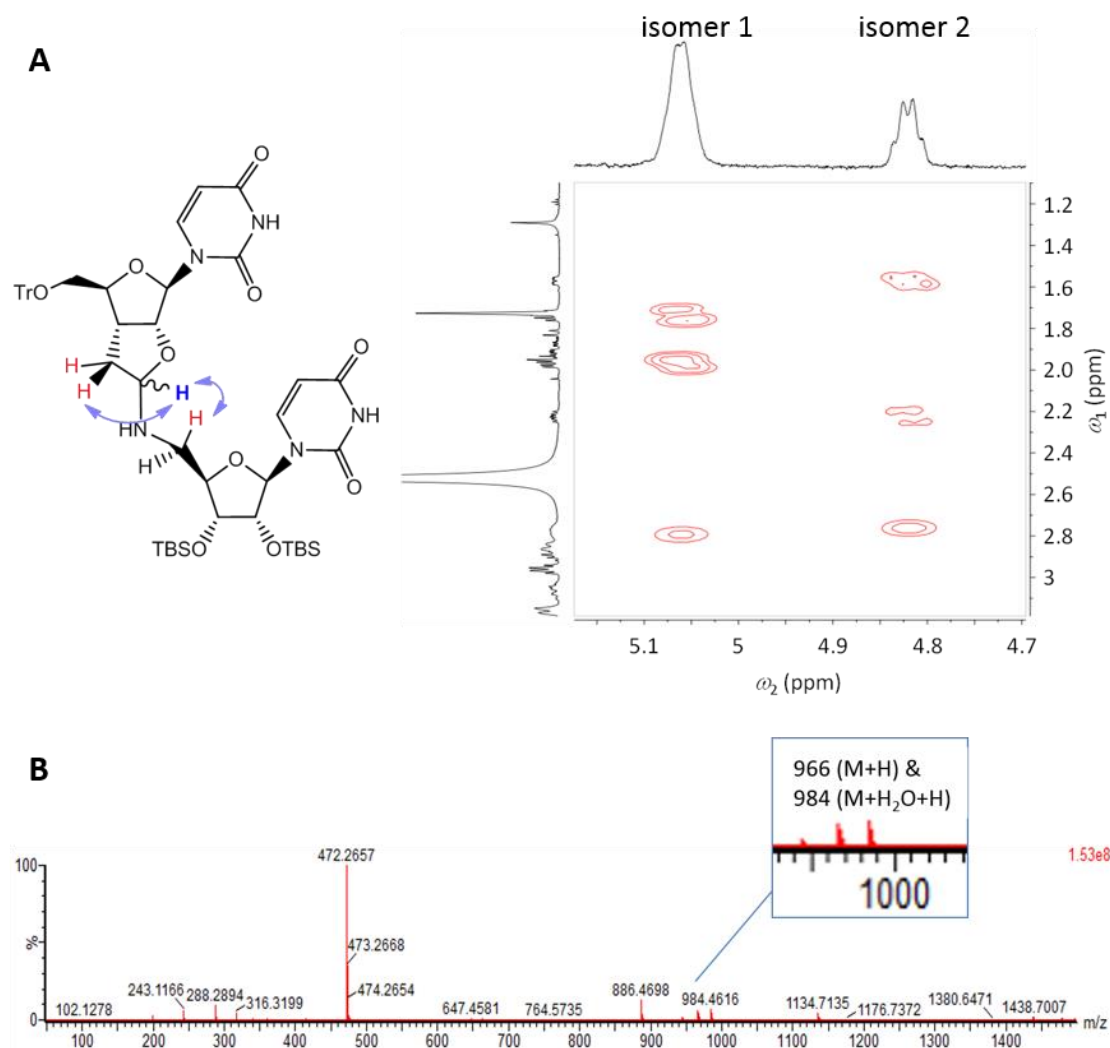 isomer 1
isomer 2
A
O
NH
N
O
O
TrO
O
H
H
H
H
HN
H
O
NH
N
O
O
TBSO
OTBS
1.2
1.4
1.6
1.8
2.0
2.2
2.4
2.6
2.8
3
ω1 (ppm)
5.1
5
4.9
4.8
4.7
ω2 (ppm)
B
966 (M+H) &
984 (M+H2O+H)
1000
1.53e8
100
%
0
472.2657
473.2668
474.2654
243.1166
288.2894
316.3199
102.1278
647.4581
764.5735
886.4698
984.4616
1134.7135
1176.7372
1380.6471
1438.7007
m/z
100
200
300
400
500
600
700
800
900
1000
1100
1200
1300
1400